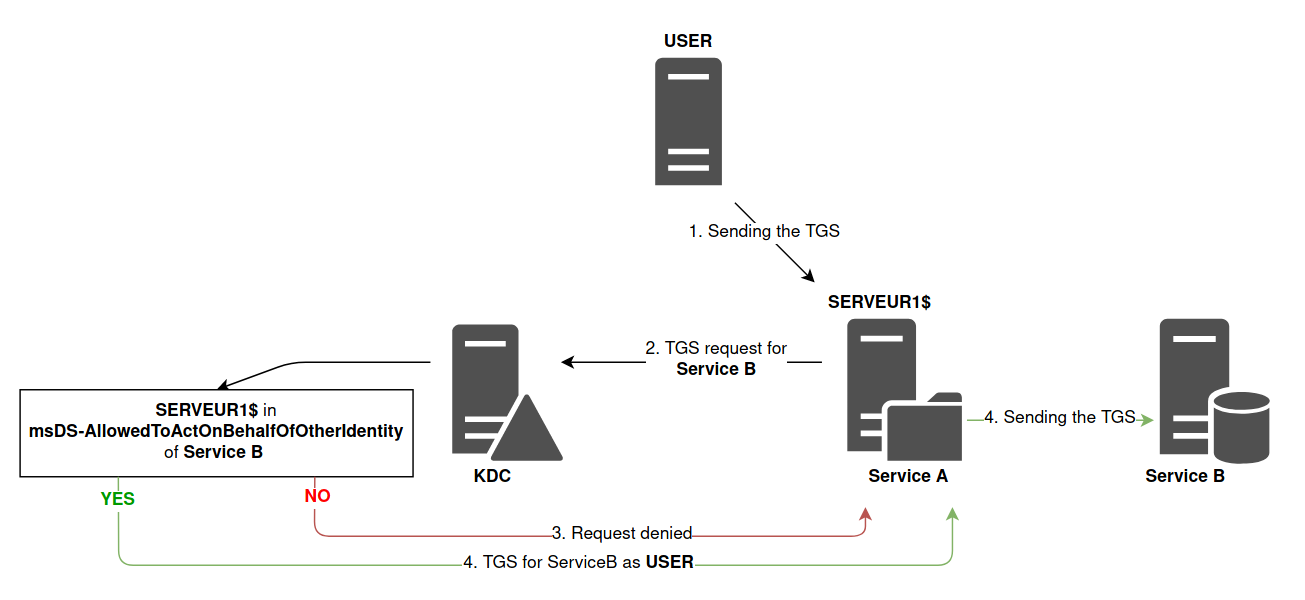 USER
1. Sending the TGS
SERVEUR1$
2. TGS request for
Service B
SERVEUR1$ in
msDS-AllowedToActOnBehalfOfOtherIdentity
of Service B
4. Sending the TGS
KDC
Service A
Service B
YES
NO
3. Request denied
4. TGS for ServiceB as USER